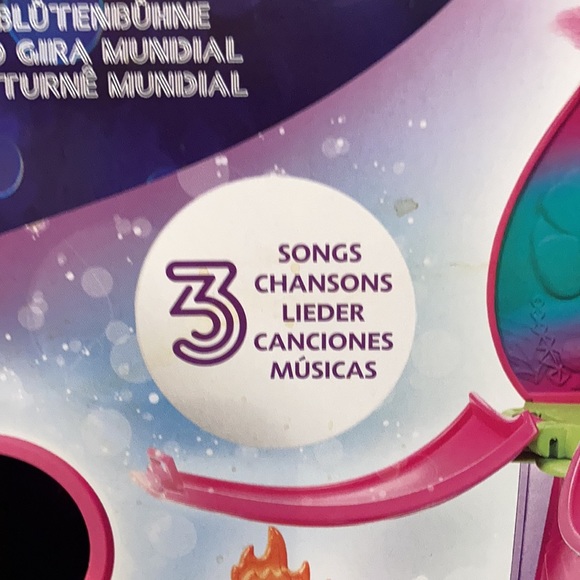 BLÜTENBÜHNE
GIRA MUNDIAL
TURNÊ MUNDIAL
3
SONGS
CHANSONS
LIEDER
CANCIONES
MÚSICAS